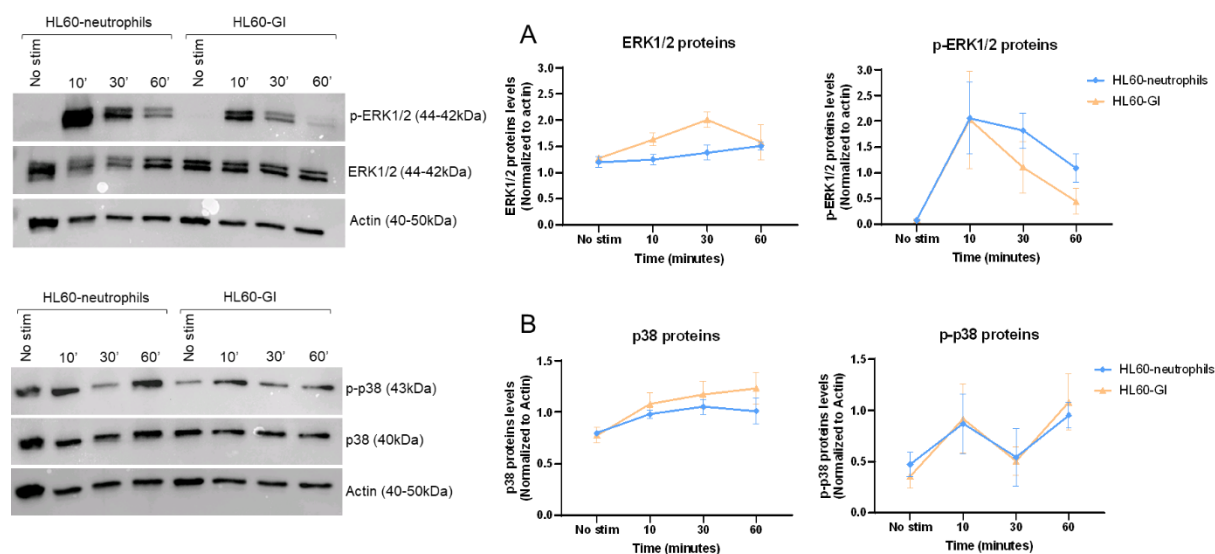 HL60-neutrophils HL60-GI
No stim 10' 30' 60' No stim 10' 30' 60'
p-ERK1/2 (44-42kDa)
ERK1/2 (44-42kDa)
Actin (40-50kDa)
A
ERK1/2 proteins
ERK1/2 proteins levels
(Normalized to actin)
3.0
2.5
2.0
1.5
1.0
0.5
0.0
No stim 10 30 60
Time (minutes)
p-ERK1/2 proteins
p-ERK1/2 proteins levels
(Normalized to actin)
3.0
2.5
2.0
1.5
1.0
0.5
0.0
No stim 10 30 60
Time (minutes)
HL60-neutrophils
HL60-GI
HL60-neutrophils HL60-GI
No stim 10' 30' 60' No stim 10' 30' 60'
p-p38 (43kDa)
p38 (40kDa)
Actin (40-50kDa)
B
p38 proteins
p38 proteins levels
(Normalized to Actin)
1.5
1.0
0.5
0.0
No stim 10 30 60
Time (minutes)
p-p38 proteins
p-p38 proteins levels
(Normalized to Actin)
1.5
1.0
0.5
0.0
No stim 10 30 60
Time (minutes)
HL60-neutrophils
HL60-GI